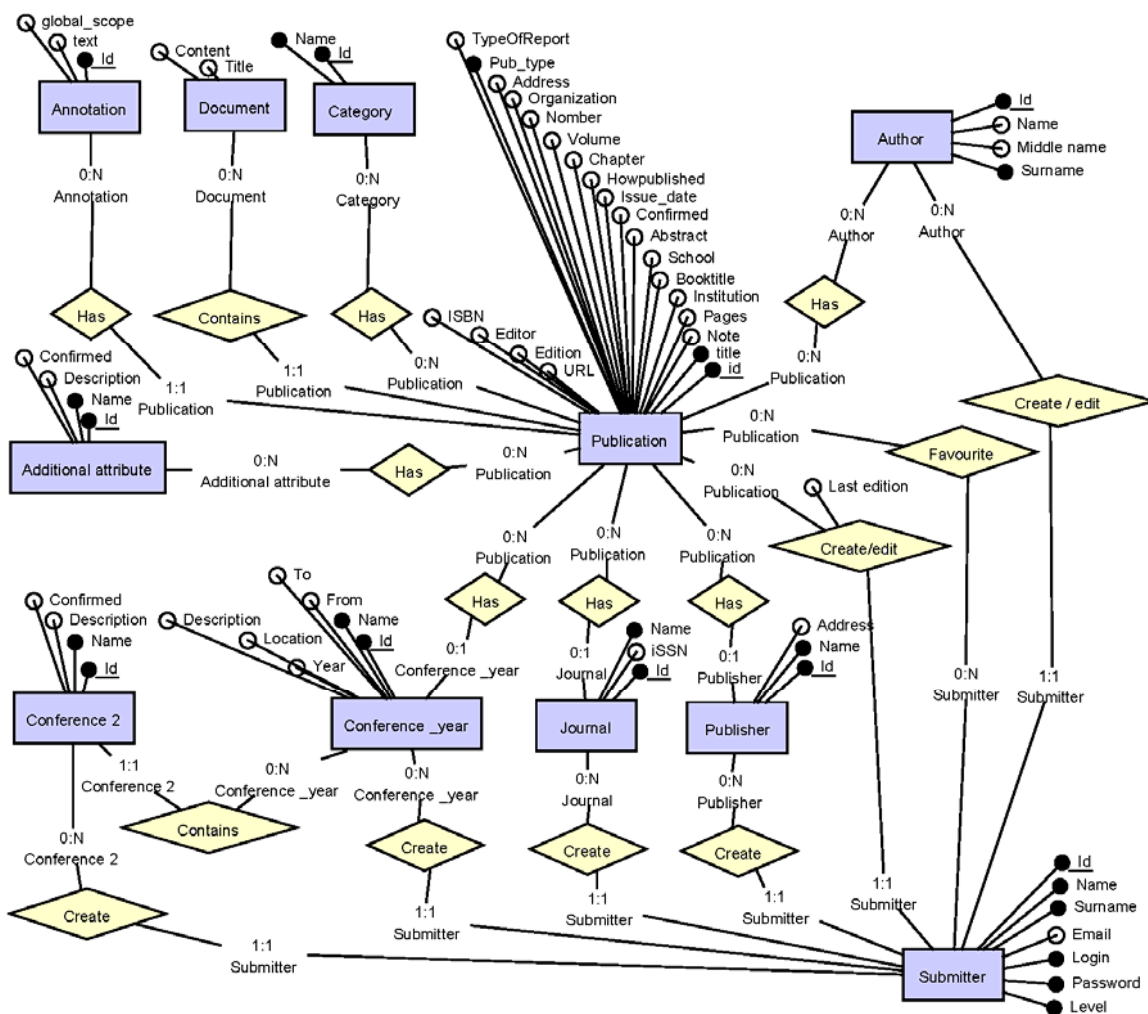 global_scope
text
Id
Annotation
0:N
Annotation
Has
1:1
Publication
Content
Title
Document
0:N
Document
Contains
1:1
Publication
Name
Id
Category
0:N
Category
Has
0:N
Publication
TypeOfReport
Pub_type
Address
Organization
Nomber
Volume
Chapter
Howpublished
Issue_date
Confirmed
Abstract
School
Booktitle
Institution
Pages
Note
title
id
ISBN
Editor
Edition
URL
Publication
Id
Name
Middle name
Surname
Author
0:N
Author
Has
0:N
Publication
0:N
Author
Create / edit
1:1
Submitter
Confirmed
Description
Name
Id
Additional attribute
0:N
Additional attribute
Has
0:N
Publication
0:N
Publication
Favourite
0:N
Submitter
0:N
Publication
Last edition
Create/edit
1:1
Submitter
0:N
Publication
Has
0:1
Conference _year
0:N
Publication
Has
0:1
Journal
0:N
Publication
Has
0:1
Publisher
Confirmed
Description
Name
Id
Conference 2
1:1
Conference 2
Contains
0:N
Conference _year
0:N
Conference 2
Create
1:1
Submitter
To
From
Name
Id
Description
Location
Year
Conference _year
0:N
Conference _year
Create
1:1
Submitter
Name
iSSN
Id
Journal
0:N
Journal
Create
1:1
Submitter
Address
Name
Id
Publisher
0:N
Publisher
Create
1:1
Submitter
Id
Name
Surname
Email
Login
Password
Level
Submitter